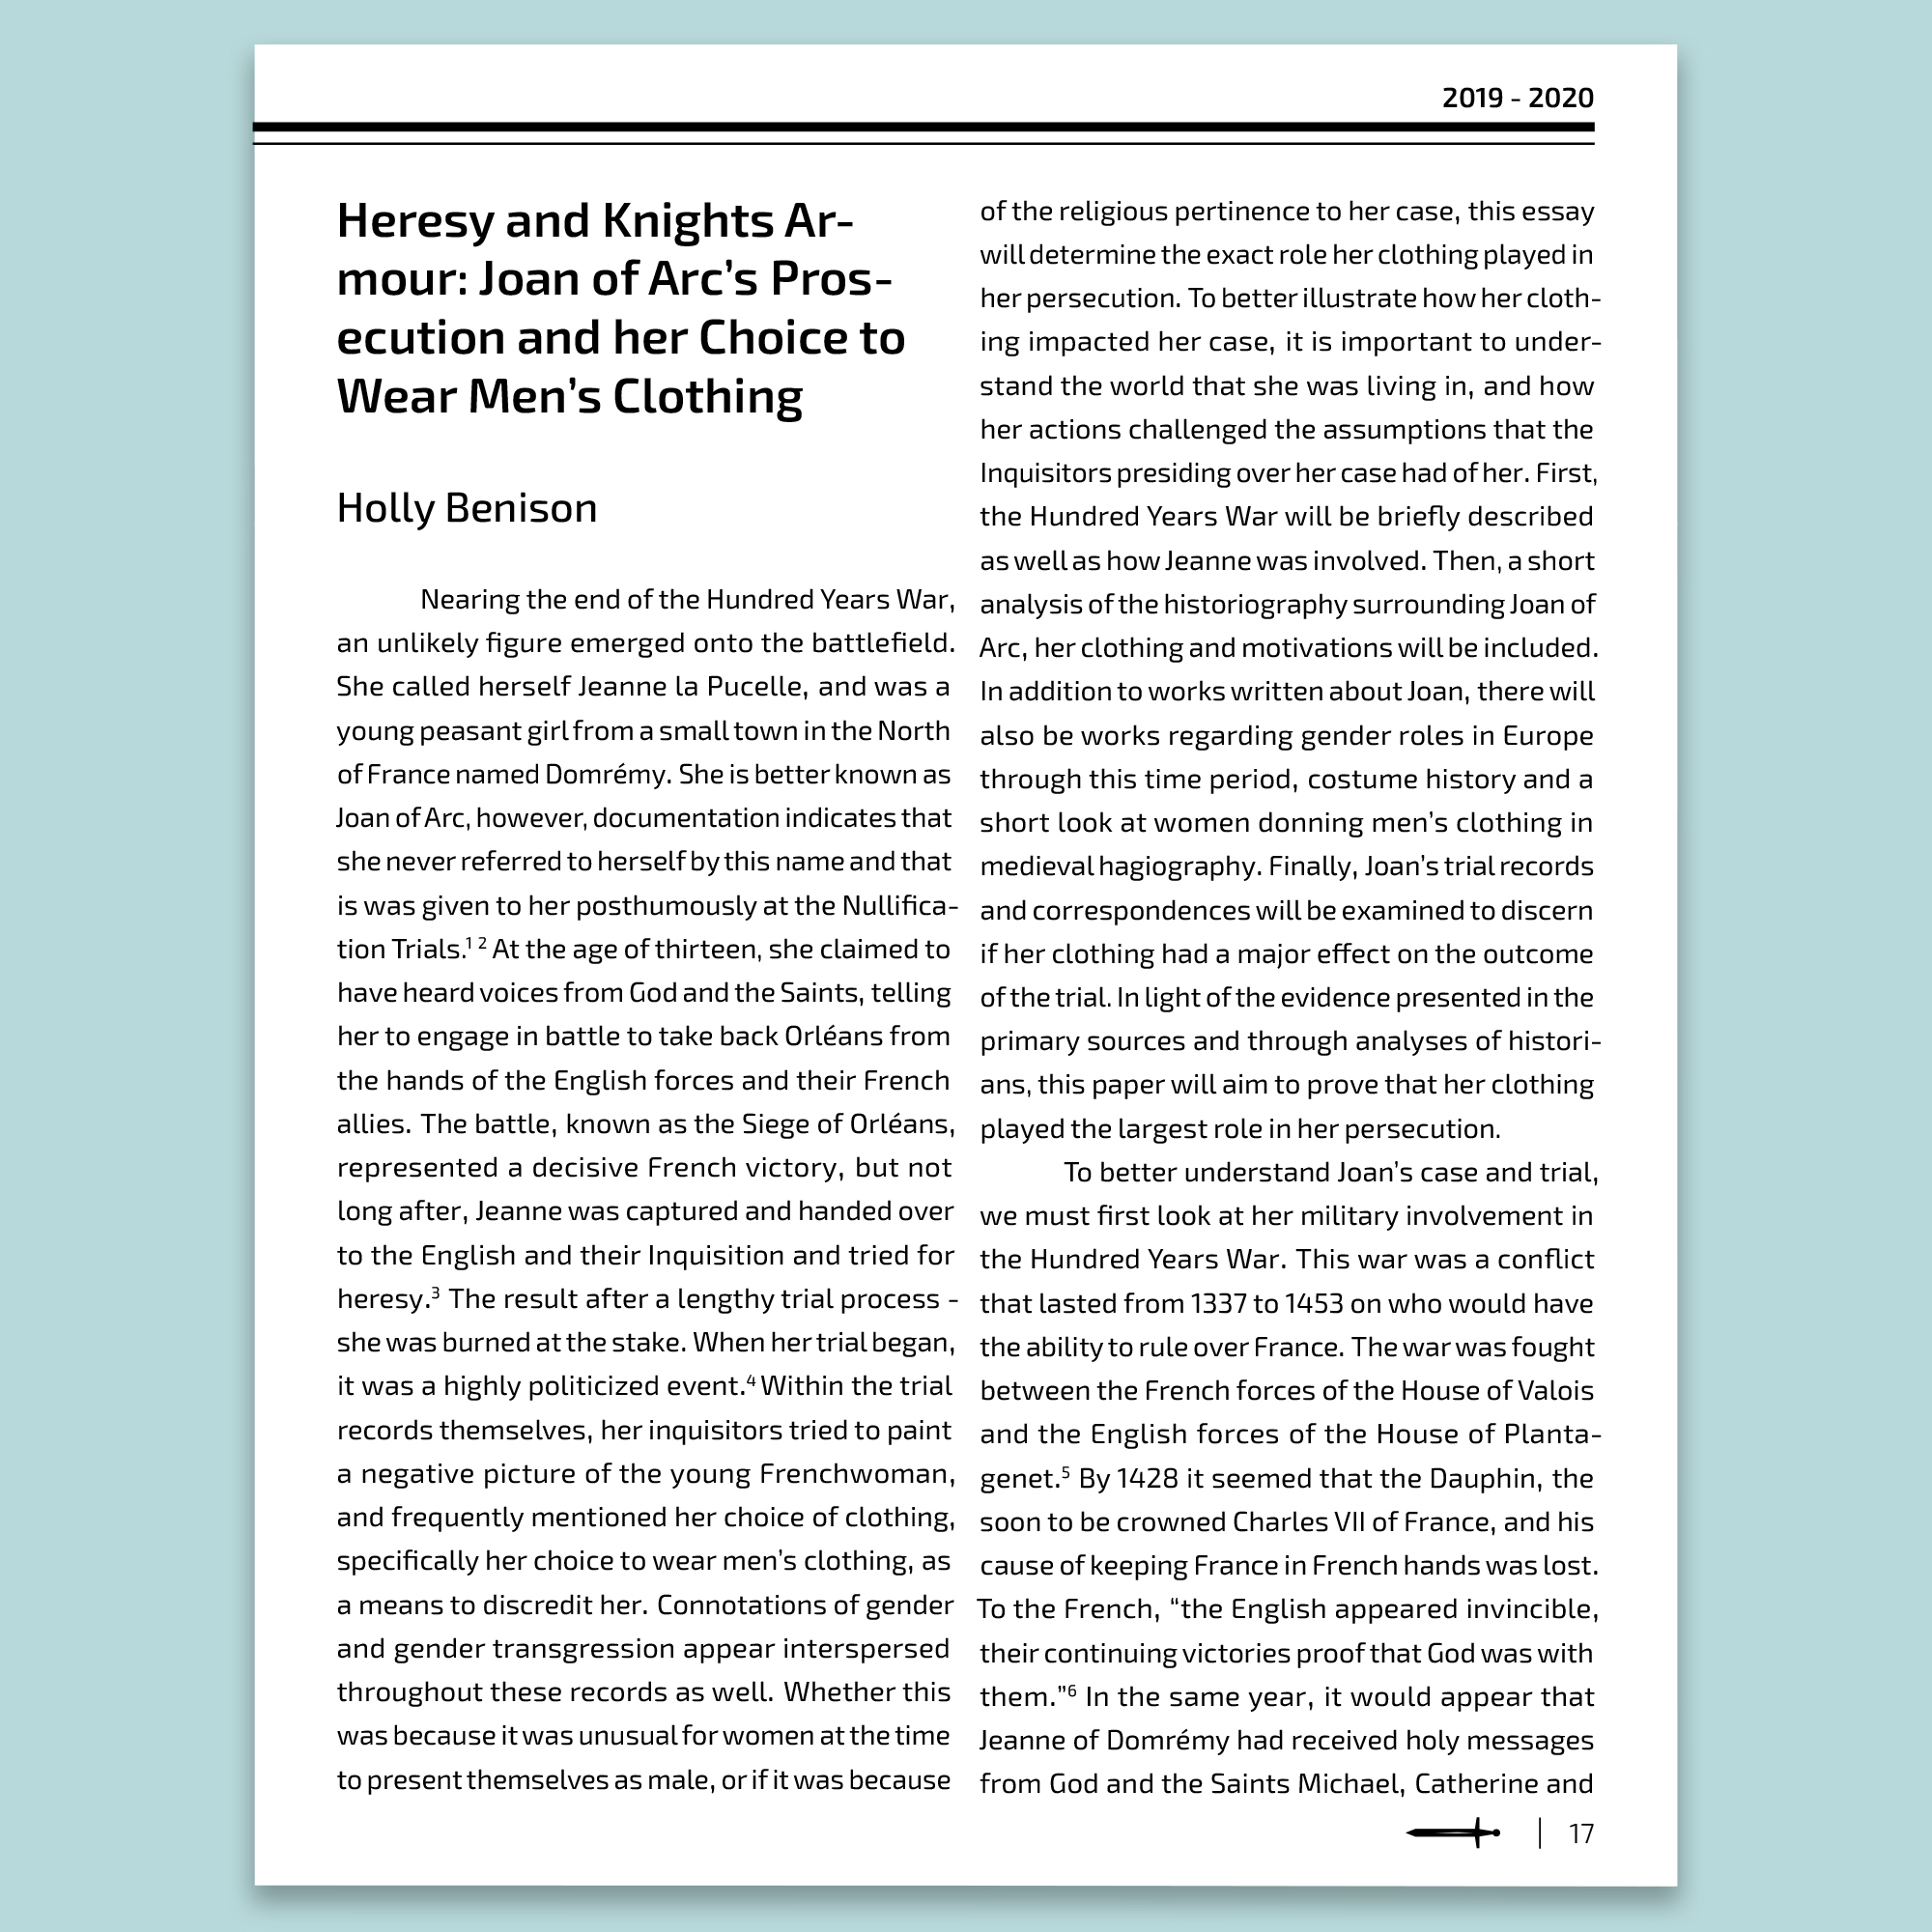 2019 - 2020
Heresy and Knights Ar-
mour: Joan of Arc’s Pros-
ecution and her Choice to
Wear Men’s Clothing
Holly Benison
Nearing the end of the Hundred Years War,
an unlikely figure emerged onto the battlefield.
She called herself Jeanne la Pucelle, and was a
young peasant girl from a small town in the North
of France named Domrémy. She is better known as
Joan of Arc, however, documentation indicates that
she never referred to herself by this name and that
is was given to her posthumously at the Nullifica-
tion Trials.¹ ² At the age of thirteen, she claimed to
have heard voices from God and the Saints, telling
her to engage in battle to take back Orléans from
the hands of the English forces and their French
allies. The battle, known as the Siege of Orléans,
represented a decisive French victory, but not
long after, Jeanne was captured and handed over
to the English and their Inquisition and tried for
heresy.³ The result after a lengthy trial process -
she was burned at the stake. When her trial began,
it was a highly politicized event.⁴ Within the trial
records themselves, her inquisitors tried to paint
a negative picture of the young Frenchwoman,
and frequently mentioned her choice of clothing,
specifically her choice to wear men’s clothing, as
a means to discredit her. Connotations of gender
and gender transgression appear interspersed
throughout these records as well. Whether this
was because it was unusual for women at the time
to present themselves as male, or if it was because
of the religious pertinence to her case, this essay
will determine the exact role her clothing played in
her persecution. To better illustrate how her cloth-
ing impacted her case, it is important to under-
stand the world that she was living in, and how
her actions challenged the assumptions that the
Inquisitors presiding over her case had of her. First,
the Hundred Years War will be briefly described
as well as how Jeanne was involved. Then, a short
analysis of the historiography surrounding Joan of
Arc, her clothing and motivations will be included.
In addition to works written about Joan, there will
also be works regarding gender roles in Europe
through this time period, costume history and a
short look at women donning men’s clothing in
medieval hagiography. Finally, Joan’s trial records
and correspondences will be examined to discern
if her clothing had a major effect on the outcome
of the trial. In light of the evidence presented in the
primary sources and through analyses of histori-
ans, this paper will aim to prove that her clothing
played the largest role in her persecution.
To better understand Joan’s case and trial,
we must first look at her military involvement in
the Hundred Years War. This war was a conflict
that lasted from 1337 to 1453 on who would have
the ability to rule over France. The war was fought
between the French forces of the House of Valois
and the English forces of the House of Planta-
genet.⁵ By 1428 it seemed that the Dauphin, the
soon to be crowned Charles VII of France, and his
cause of keeping France in French hands was lost.
To the French, “the English appeared invincible,
their continuing victories proof that God was with
them.”⁶ In the same year, it would appear that
Jeanne of Domrémy had received holy messages
from God and the Saints Michael, Catherine and
17